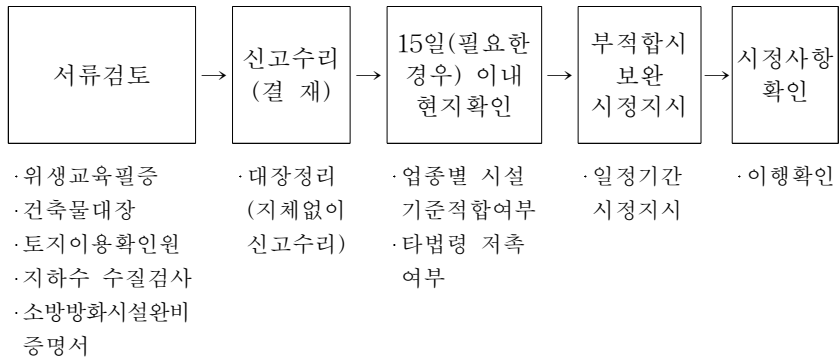 서류검토
→
신고수리
(결 재)
→
15일(필요한
경우) 이내
현지확인
→
부적합시
보완
시정지시
→
시정사항
확인
·위생교육필증
·건축물대장
·토지이용확인원
·지하수 수질검사
·소방방화시설완비
증명서
·대장정리
(지체없이
신고수리)
·업종별 시설
기준적합여부
·타법령 저촉
여부
·일정기간
시정지시
·이행확인